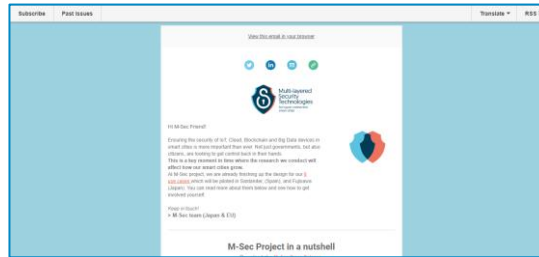 Subscribe Past Issues Translate RSS
View this email in your browser
Multi-layered
Security
Technologies
Hi M-Sec Friend!
Ensuring the security of IoT, Cloud, Blockchain and Big Data devices in
smart cities is more important than ever. Not just governments, but also
citizens, are looking to get control back in their hands.
This is a key moment in time where the research we conduct will
affect how our smart cities grow.
At M-Sec project, we are already finishing up the design for our
use cases which will be piloted in Santander, (Spain), and Fujisawa
(Japan). You can read more about them below and see how to get
involved yourself.
Keep in touch!
> M-Sec team (Japan & EU)
M-Sec Project in a nutshell